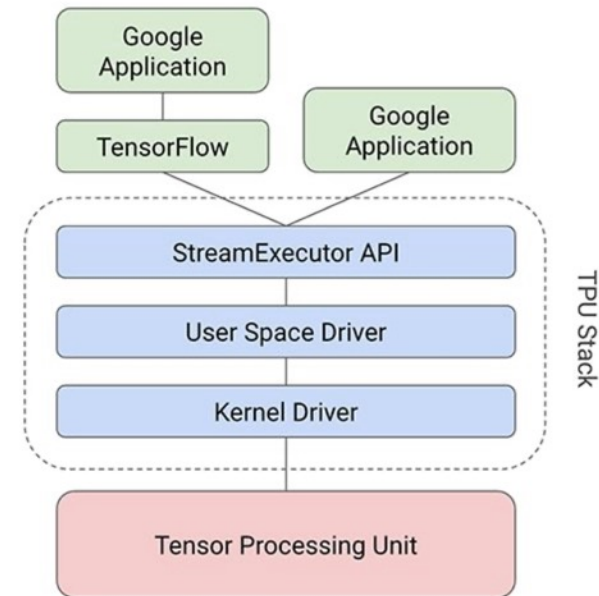 Google
Application
TensorFlow
Google
Application
StreamExecutor API
User Space Driver
Kernel Driver
TPU Stack
Tensor Processing Unit